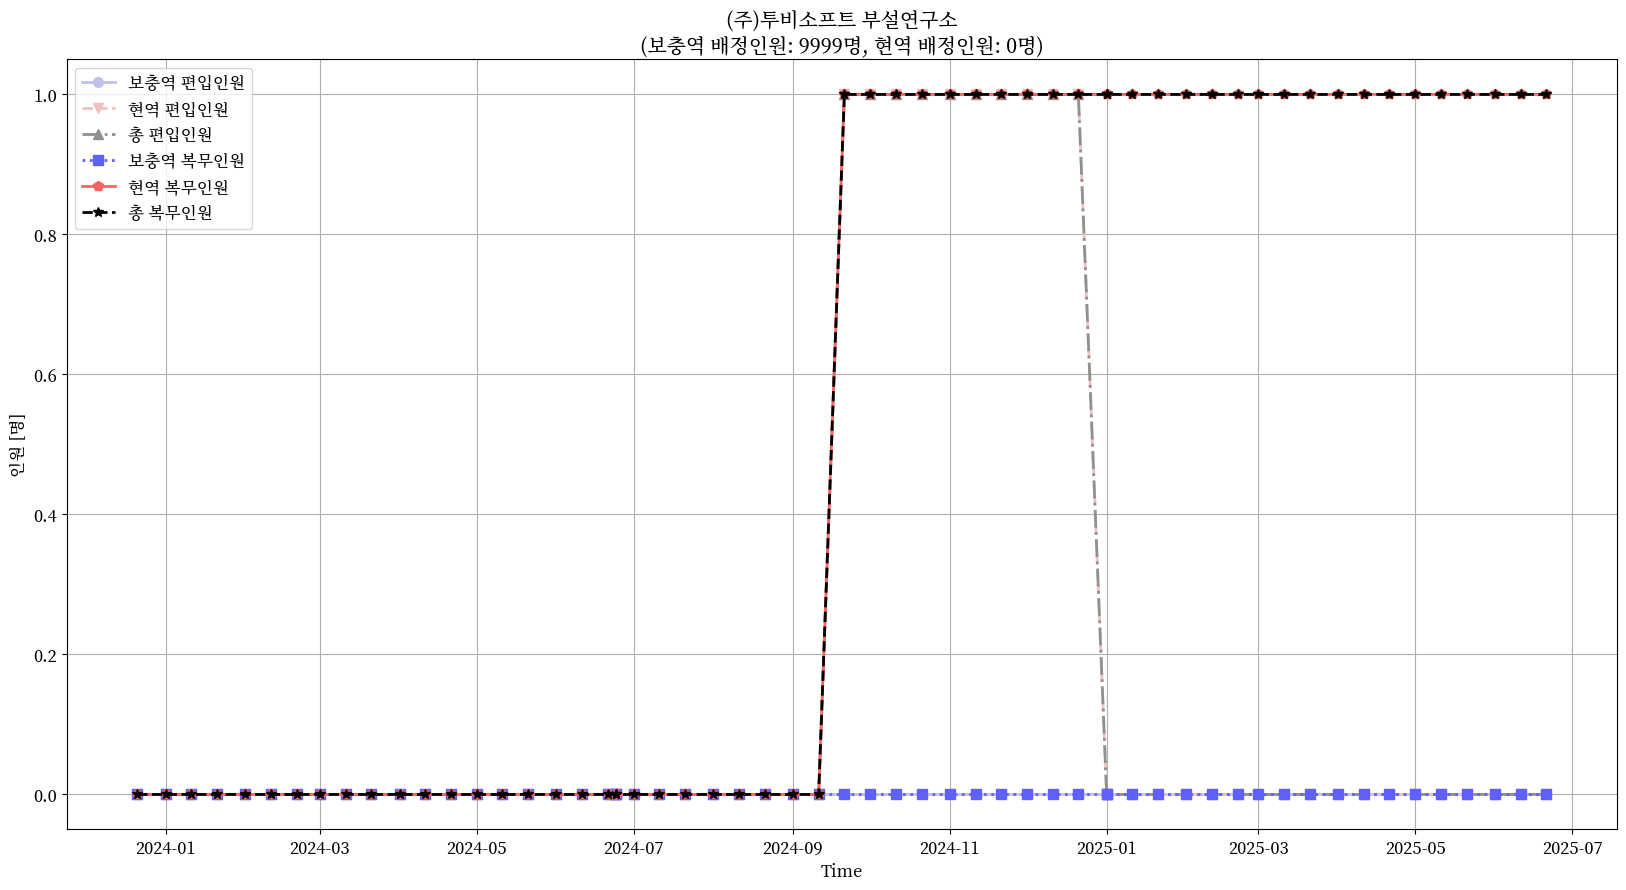 (주)투비소프트 부설연구소
(보충역 배정인원: 9999명, 현역 배정인원: 0명)
보충역 편입인원
현역 편입인원
총 편입인원
보충역 복무인원
현역 복무인원
총 복무인원
1.0
0.8
0.6
0.4
0.2
0.0
인원 [명]
2024-01
2024-03
2024-05
2024-07
2024-09
2024-11
2025-01
2025-03
2025-05
2025-07
Time